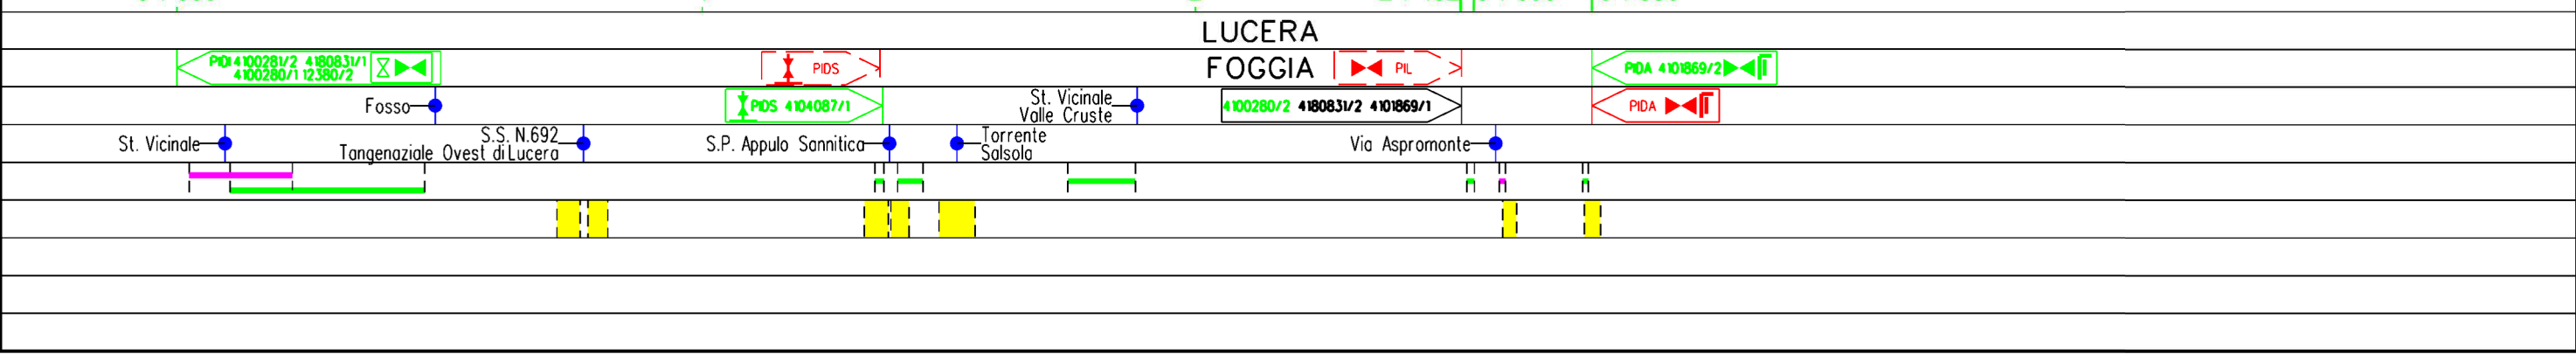 LUCERA
PIDI 4100281/2 4180831/1
4100280/1 12380/2
PIDS
FOGGIA
PIL
PIDA 4101869/2
Fosso
PIDS 4104087/1
St. Vicinale
Valle Cruste
4100280/2 4180831/2 4101869/1
PIDA
St. Vicinale
S.S. N.692
Tangenaziale Ovest di Lucera
S.P. Appulo Sannitica
Torrente
Salsola
Via Aspromonte